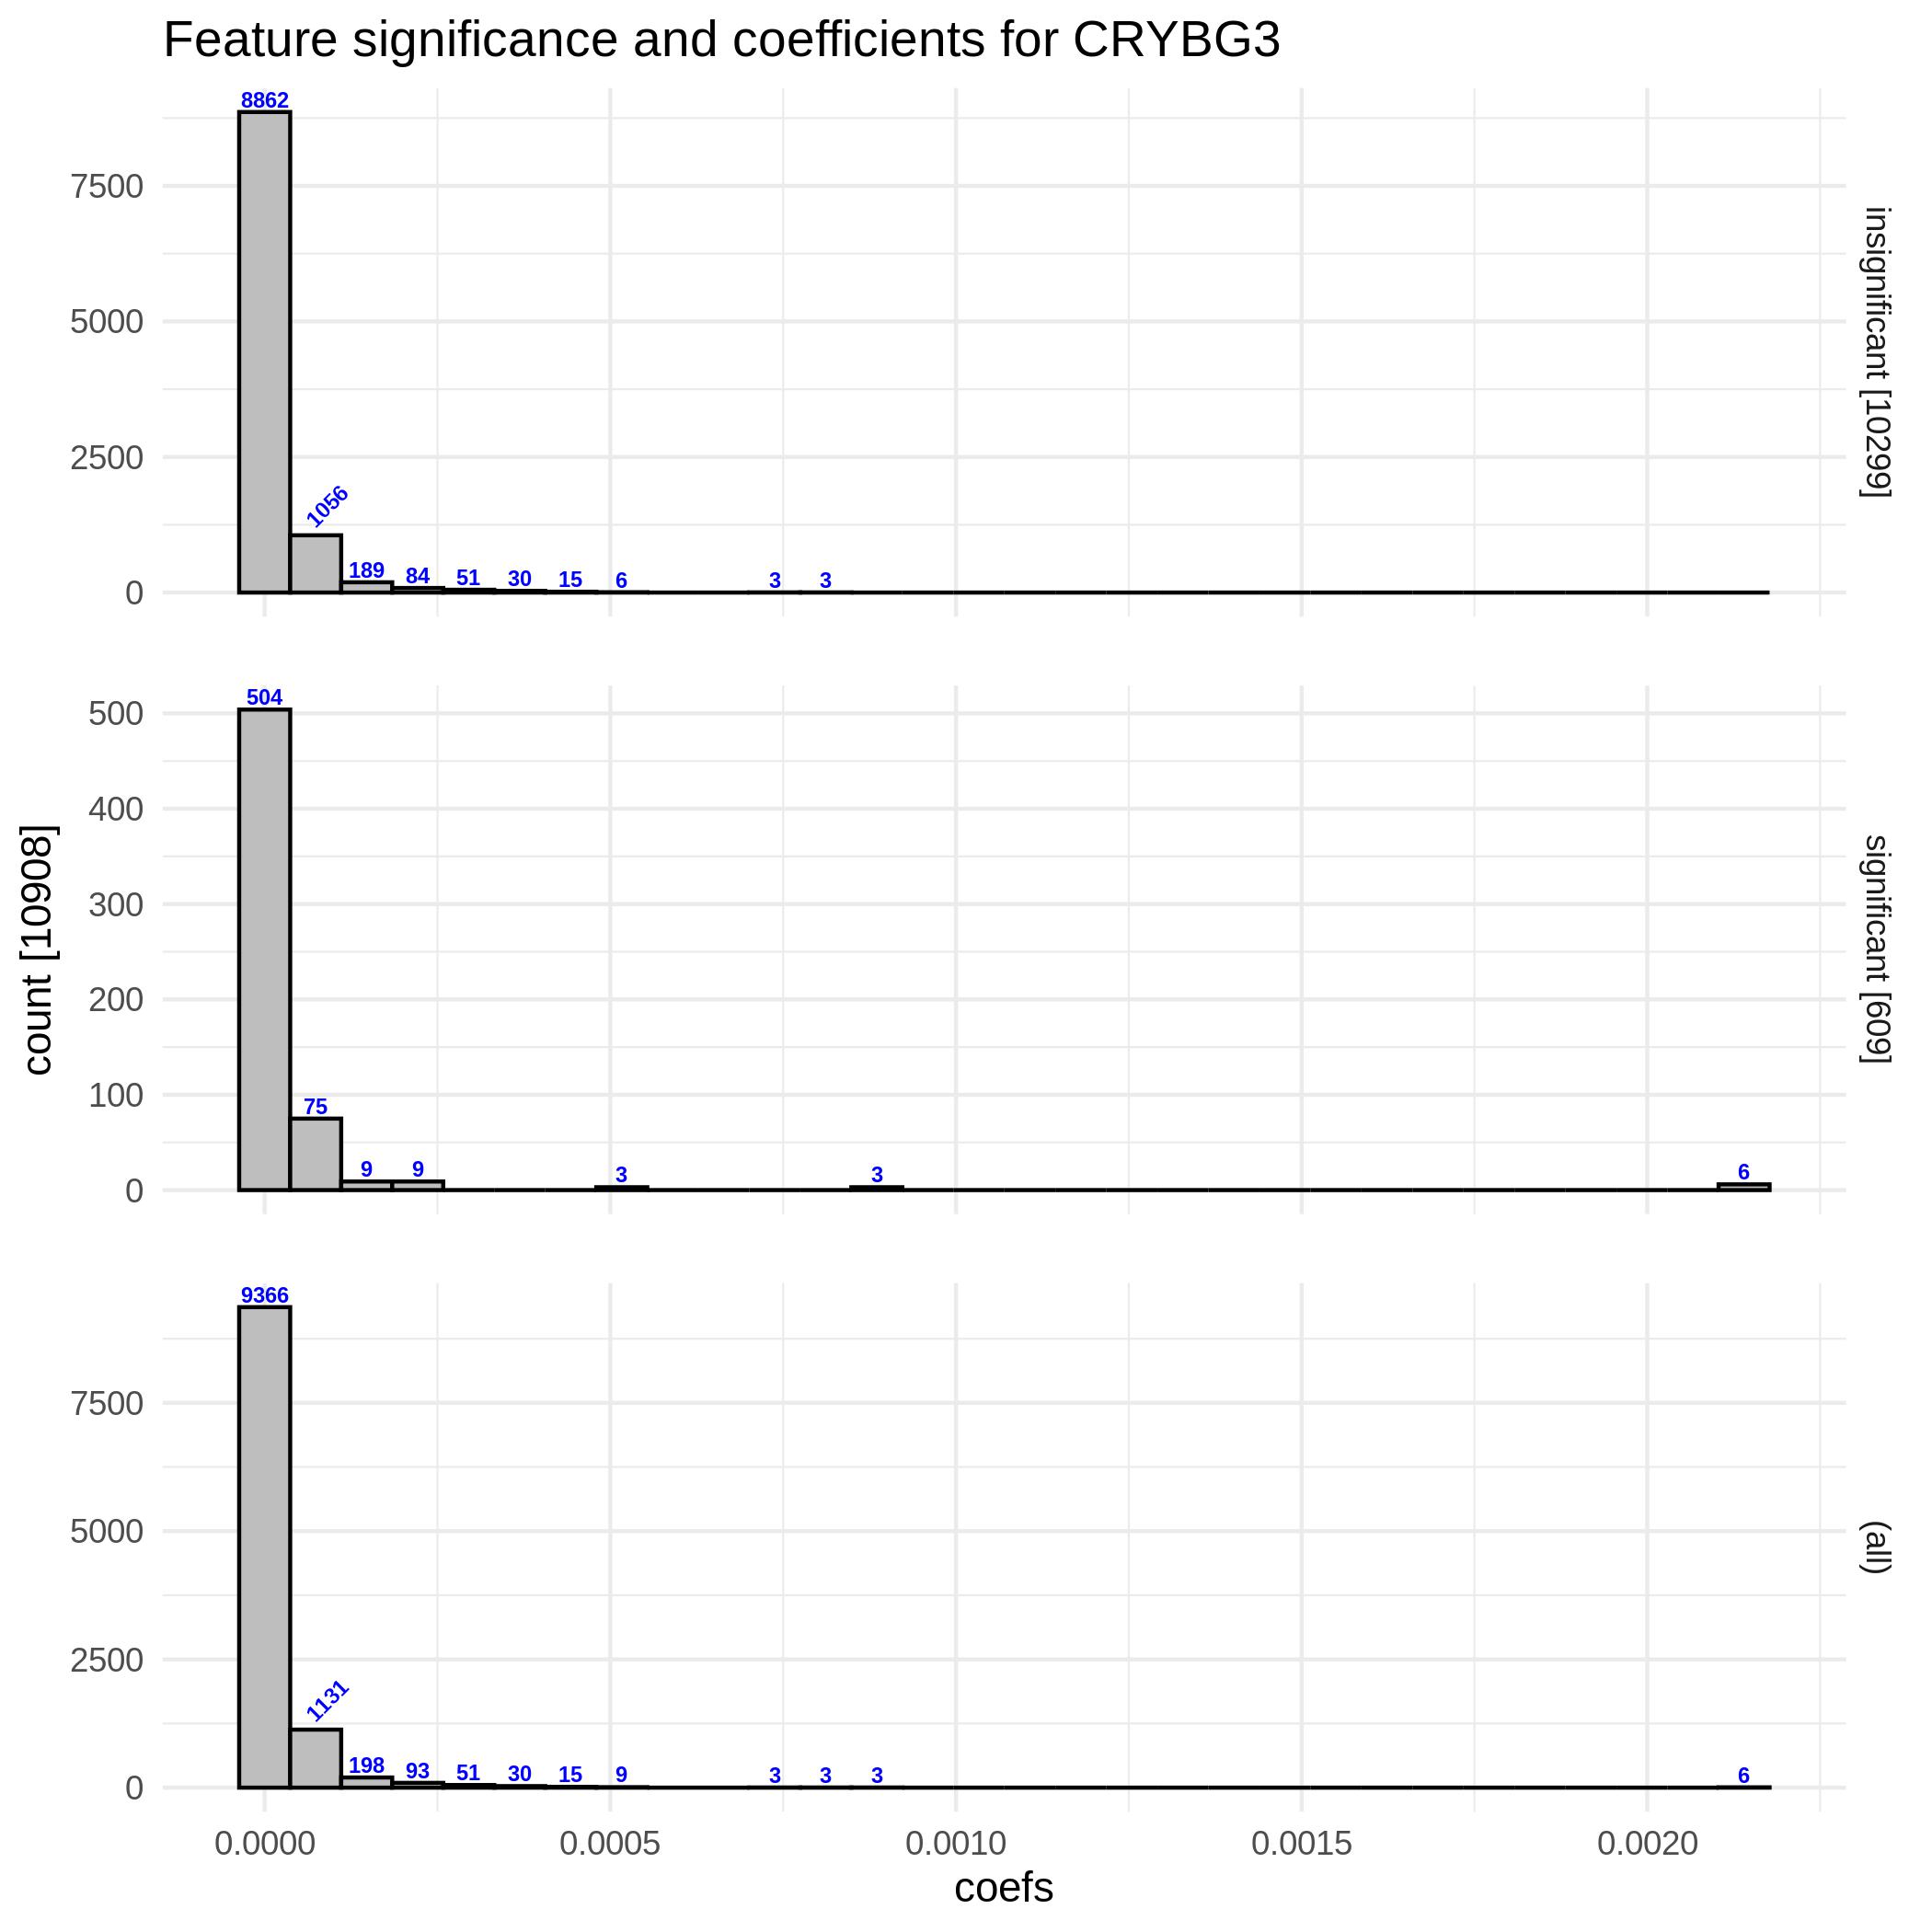 Feature significance and coefficients for CRYBG3
8862
7500
5000
2500
1056
189 84 51 30 15 6 3 3
0
insignificant [10299]
504
500
400
300
200
100
75
9 9 3 3 6
0
significant [609]
count [10908]
9366
7500
5000
2500
1131
198 93 51 30 15 9 3 3 3 6
0
(all)
0.0000 0.0005 0.0010 0.0015 0.0020
coefs